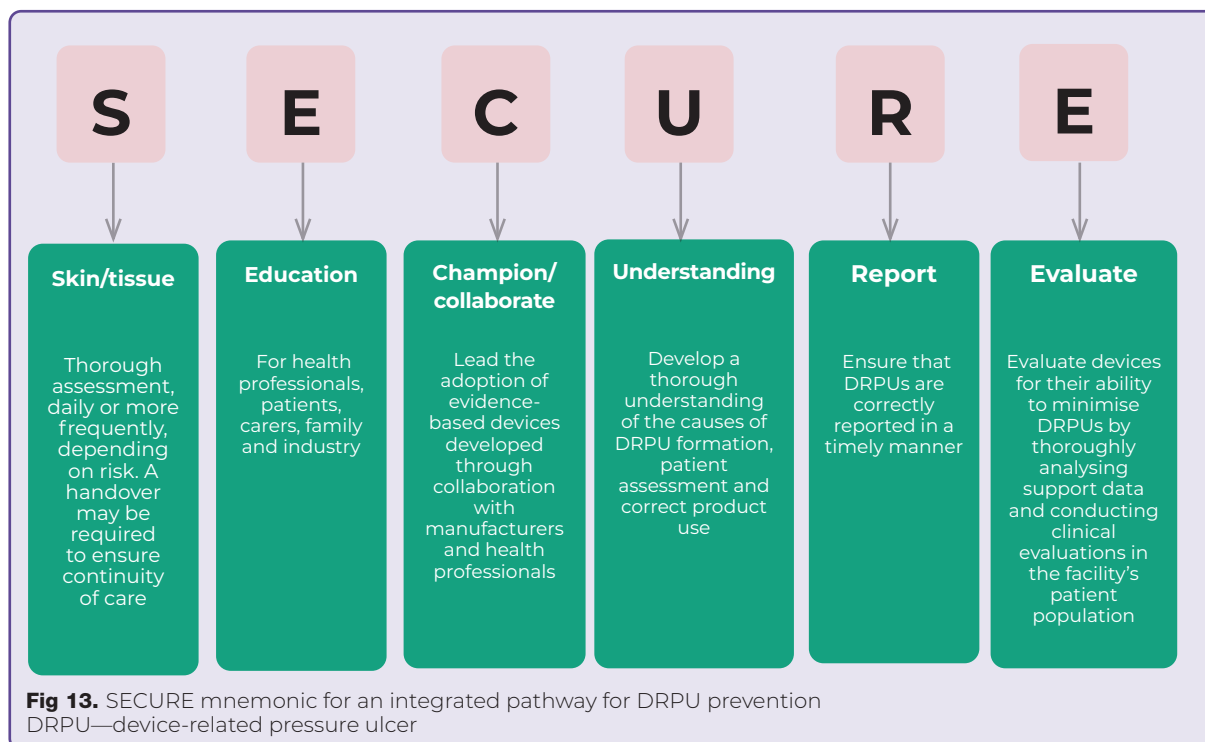 S
E
C
U
R
E
Skin/tissue
Thorough
assessment,
daily or more
frequently,
depending
on risk. A
handover
may be
required
to ensure
continuity
of care
Education
For health
professionals,
patients,
carers, family
and industry
Champion/
collaborate
Lead the
adoption of
evidence-
based devices
developed
through
collaboration
with
manufacturers
and health
professionals
Understanding
Develop a
thorough
understanding
of the causes of
DRPU formation,
patient
assessment and
correct product
use
Report
Ensure that
DRPUs are
correctly
reported in a
timely manner
Evaluate
Evaluate devices
for their ability
to minimise
DRPUs by
thoroughly
analysing
support data
and conducting
clinical
evaluations in
the facility’s
patient
population
Fig 13. SECURE mnemonic for an integrated pathway for DRPU prevention
DRPU—device-related pressure ulcer